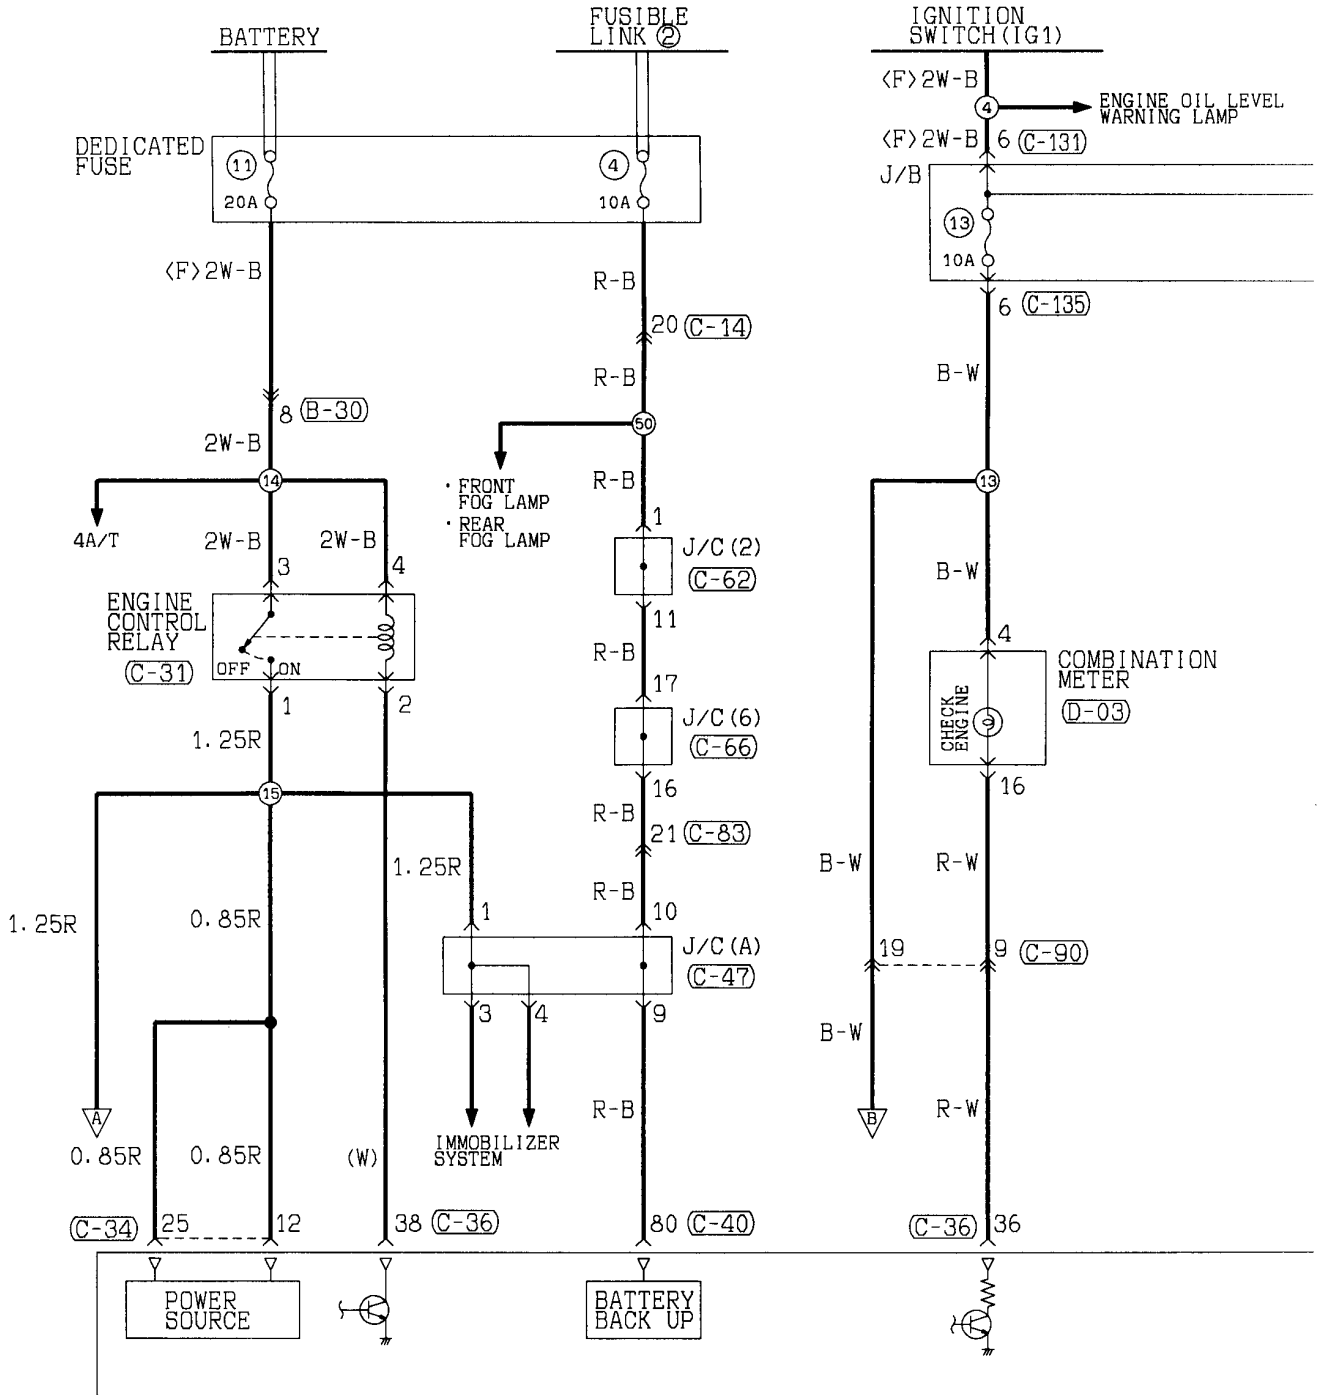 BATTERY
FUSIBLE
LINK ②
IGNITION
SWITCH(IG1)
<F>2W-B
4
ENGINE OIL LEVEL
WARNING LAMP
<F>2W-B 6 C-131
DEDICATED
FUSE
11
20A
4
10A
J/B
13
10A
<F>2W-B
R-B
6 C-135
20 C-14
R-B
B-W
8 B-30
2W-B
50
14
13
R-B
・FRONT
FOG LAMP
・REAR
FOG LAMP
4A/T
2W-B
2W-B
1
J/C(2)
C-62
B-W
3
4
ENGINE
CONTROL
RELAY
C-31
OFF
ON
11
R-B
4
COMBINATION
METER
D-03
CHECK
ENGINE
1
2
17
J/C(6)
C-66
1.25R
15
16
R-B
21 C-83
16
1.25R
R-B
B-W
R-W
1.25R
0.85R
1
10
J/C(A)
C-47
19
9 C-90
3
4
9
B-W
A
R-B
B
R-W
0.85R
0.85R
(W)
IMMOBILIZER
SYSTEM
C-34 25
12
38 C-36
80 C-40
C-36 36
POWER
SOURCE
BATTERY
BACK UP